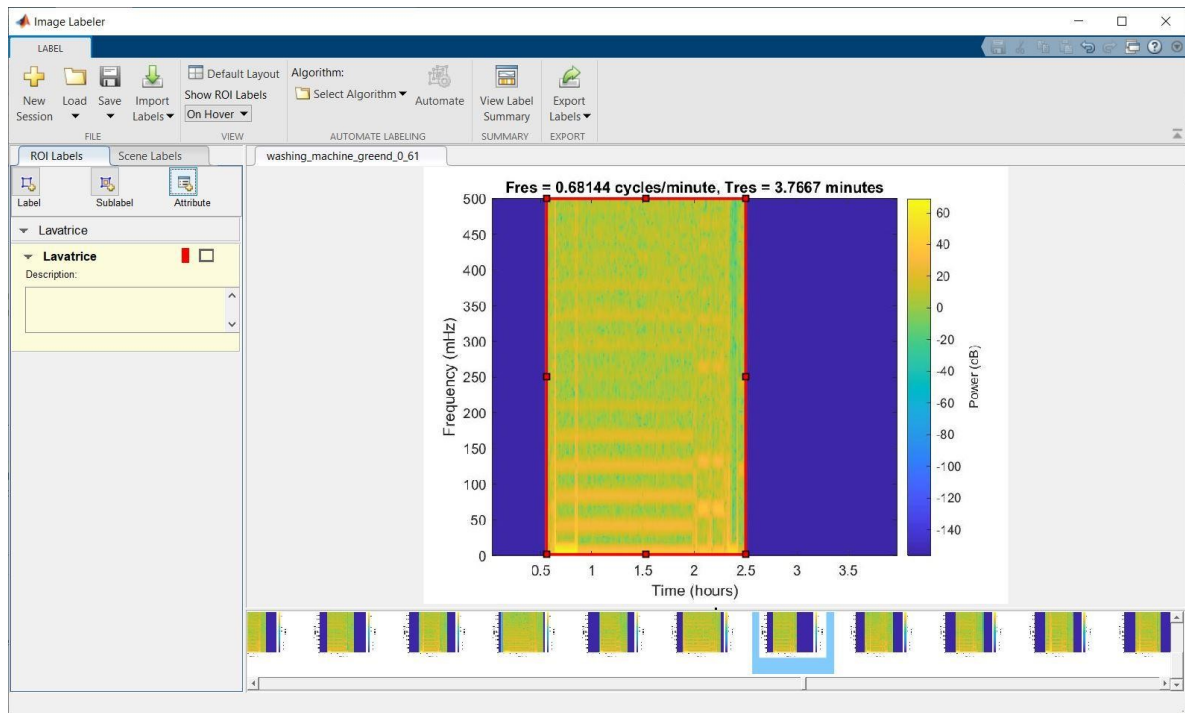 Image Labeler
LABEL
New Session
Load
Save
Import Labels
FILE
Default Layout
Show ROI Labels
On Hover
VIEW
Algorithm:
Select Algorithm
Automate
AUTOMATE LABELING
View Label Summary
SUMMARY
Export Labels
EXPORT
ROI Labels
Scene Labels
washing_machine_greend_0_61
Label
Sublabel
Attribute
Lavatrice
Lavatrice
Description:
Fres = 0.68144 cycles/minute, Tres = 3.7667 minutes
500
450
400
350
300
250
200
150
100
50
0
Frequency (mHz)
0.5 1 1.5 2 2.5 3 3.5
Time (hours)
60
40
20
0
-20
-40
-60
-80
-100
-120
-140
Power (dB)